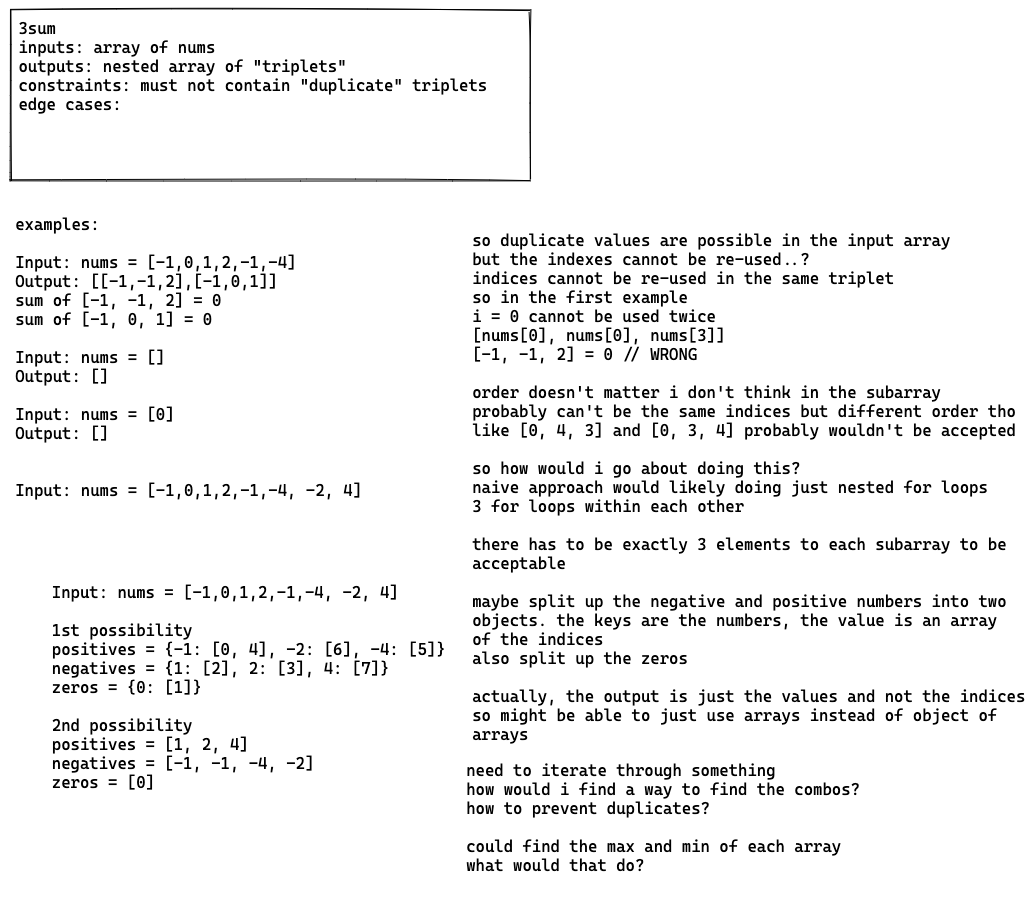 3sum
inputs: array of nums
outputs: nested array of "triplets"
constraints: must not contain "duplicate" triplets
edge cases:
examples:
Input: nums = [-1,0,1,2,-1,-4]
Output: [[-1,-1,2],[-1,0,1]]
sum of [-1, -1, 2] = 0
sum of [-1, 0, 1] = 0
Input: nums = []
Output: []
Input: nums = [0]
Output: []
Input: nums = [-1,0,1,2,-1,-4, -2, 4]
Input: nums = [-1,0,1,2,-1,-4, -2, 4]
1st possibility
positives = {-1: [0, 4], -2: [6], -4: [5]}
negatives = {1: [2], 2: [3], 4: [7]}
zeros = {0: [1]}
2nd possibility
positives = [1, 2, 4]
negatives = [-1, -1, -4, -2]
zeros = [0]
so duplicate values are possible in the input array
but the indexes cannot be re-used..?
indices cannot be re-used in the same triplet
so in the first example
i = 0 cannot be used twice
[nums[0], nums[0], nums[3]]
[-1, -1, 2] = 0 // WRONG
order doesn't matter i don't think in the subarray
probably can't be the same indices but different order tho
like [0, 4, 3] and [0, 3, 4] probably wouldn't be accepted
so how would i go about doing this?
naive approach would likely doing just nested for loops
3 for loops within each other
there has to be exactly 3 elements to each subarray to be
acceptable
maybe split up the negative and positive numbers into two
objects. the keys are the numbers, the value is an array
of the indices
also split up the zeros
actually, the output is just the values and not the indices
so might be able to just use arrays instead of object of
arrays
need to iterate through something
how would i find a way to find the combos?
how to prevent duplicates?
could find the max and min of each array
what would that do?